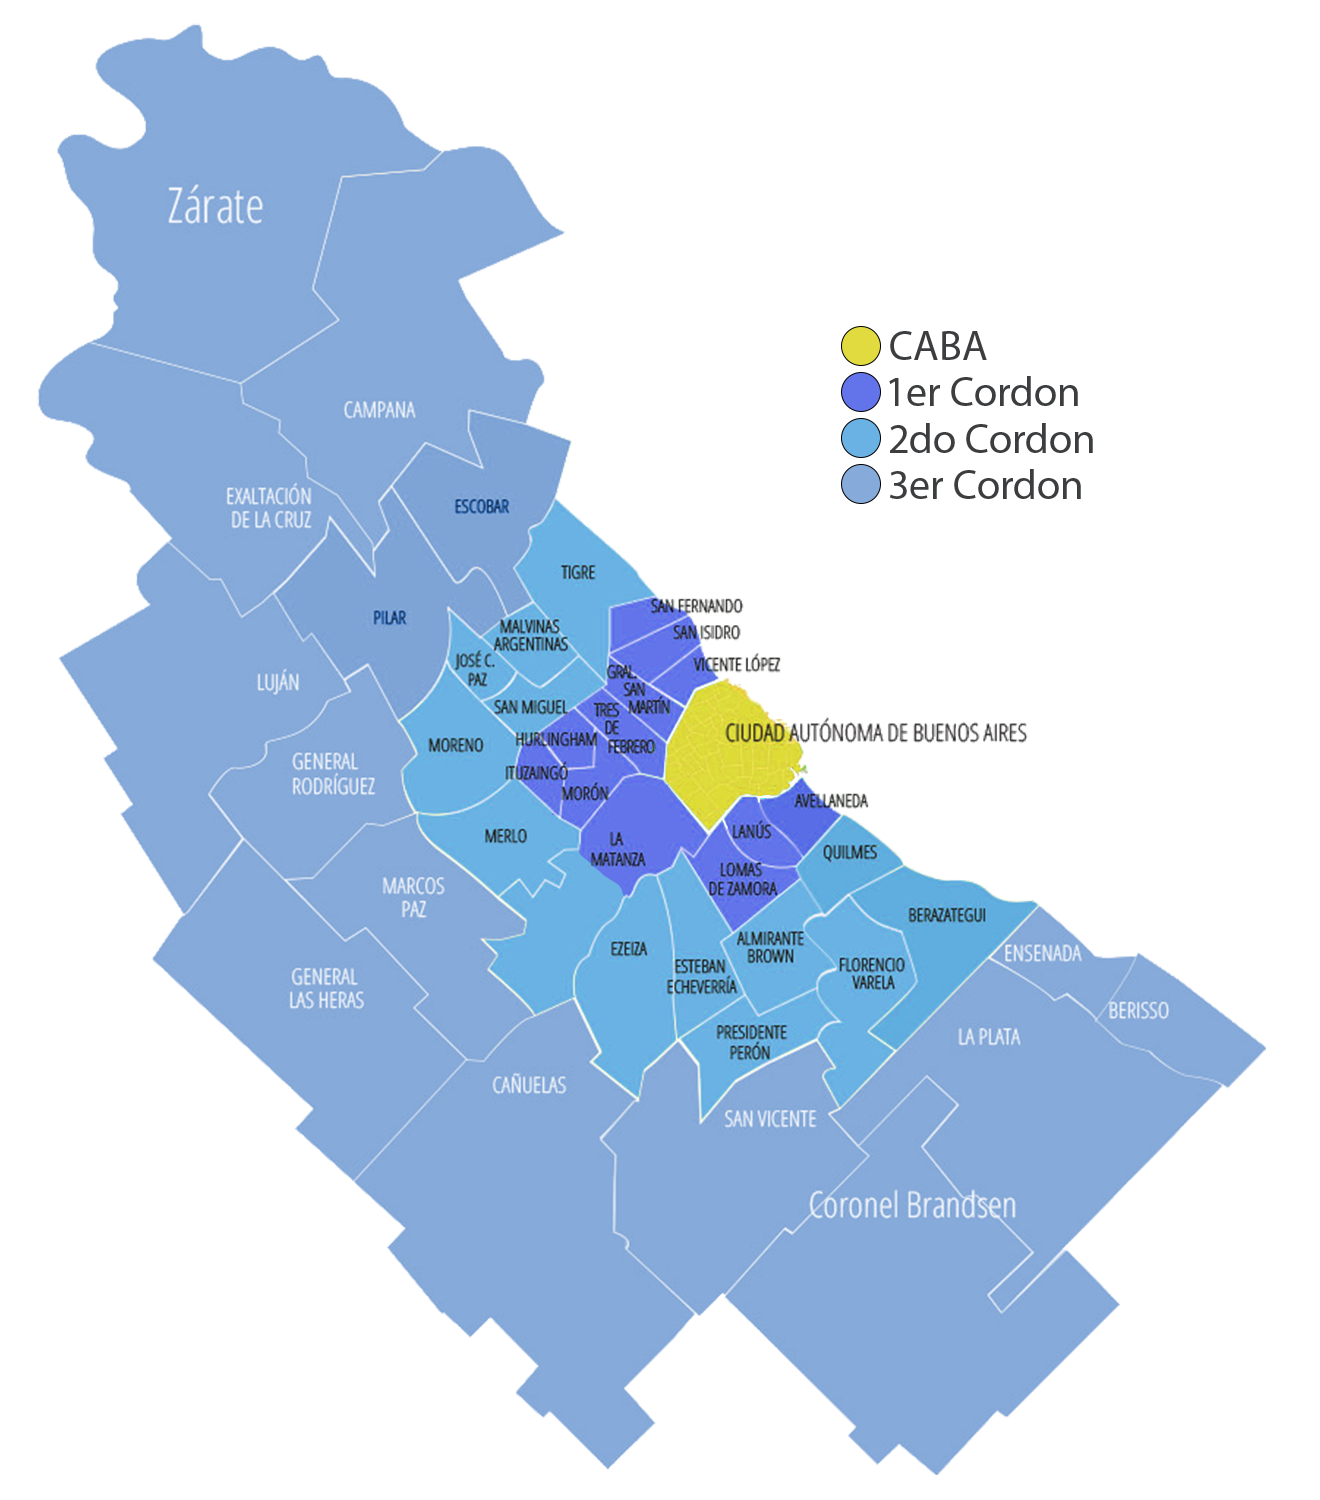 Zárate
CABA
1er Cordon
2do Cordon
3er Cordon
CAMPANA
EXALTACIÓN
DE LA CRUZ
ESCOBAR
TIGRE
PILAR
SAN FERNANDO
SAN ISIDRO
MALVINAS
ARGENTINAS
JOSÉ C.
PAZ
VICENTE LÓPEZ
LUJÁN
GRAL.
SAN
MARTÍN
SAN MIGUEL
TRES
DE
FEBRERO
CIUDAD AUTÓNOMA DE BUENOS AIRES
MORENO
HURLINGHAM
GENERAL
RODRÍGUEZ
ITUZAINGÓ
MORÓN
AVELLANEDA
MERLO
LA
MATANZA
LANÚS
QUILMES
LOMAS
DE ZAMORA
MARCOS
PAZ
BERAZATEGUI
EZEIZA
ALMIRANTE
BROWN
ENSENADA
ESTEBAN
ECHEVERRÍA
FLORENCIO
VARELA
GENERAL
LAS HERAS
BERISSO
PRESIDENTE
PERÓN
LA PLATA
CAÑUELAS
SAN VICENTE
Coronel Brandsen